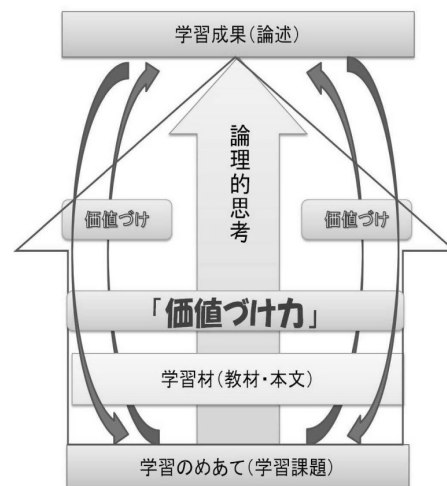 学習成果(論述)
論理的思考
価値づけ
価値づけ
「価値づけ力」
学習材(教材・本文)
学習のめあて(学習課題)